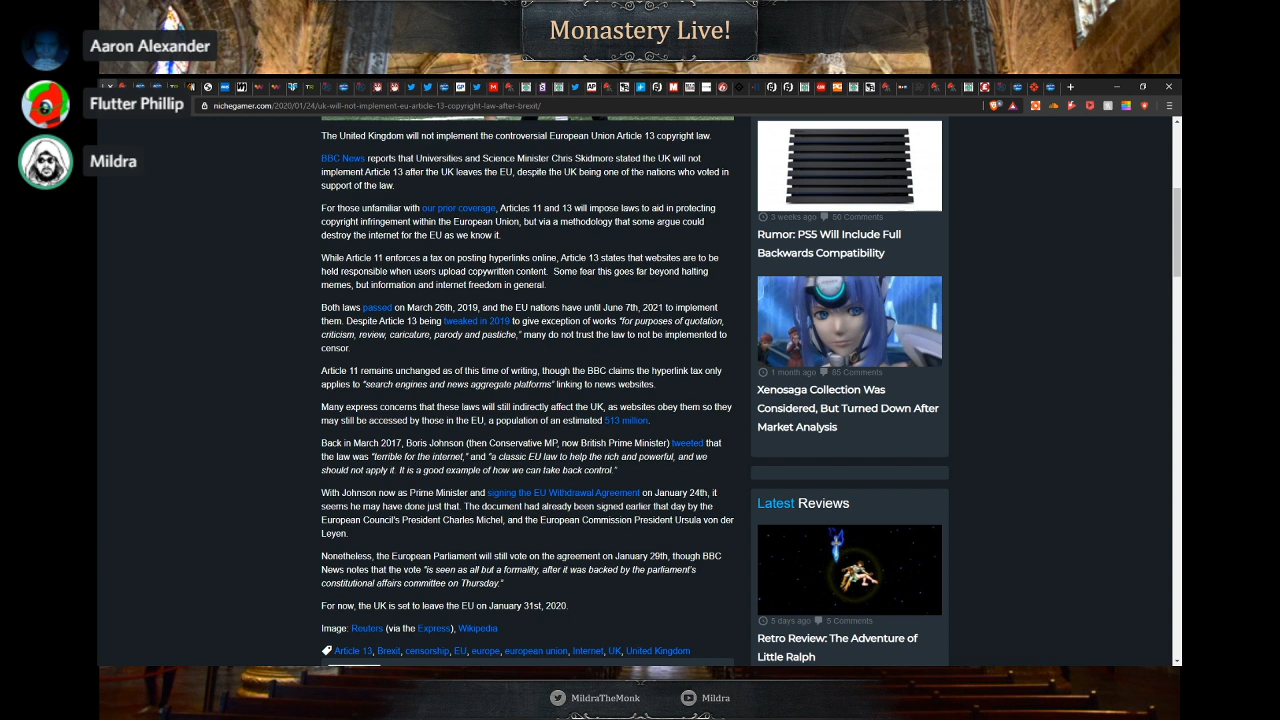 Monastery Live!
Aaron Alexander
Flutter Phillip
Mildra
nichegamer.com/2020/01/24/uk-will-not-implement-eu-article-13-copyright-law-after-brexit/
The United Kingdom will not implement the controversial European Union Article 13 copyright law.
BBC News reports that Universities and Science Minister Chris Skidmore stated the UK will not
implement Article 13 after the UK leaves the EU, despite the UK being one of the nations who voted in
support of the law.
For those unfamiliar with our prior coverage, Articles 11 and 13 will impose laws to aid in protecting
copyright infringement within the European Union, but via a methodology that some argue could
destroy the internet for the EU as we know it.
While Article 11 enforces a tax on posting hyperlinks online, Article 13 states that websites are to be
held responsible when users upload copywritten content. Some fear this goes far beyond halting
memes, but information and internet freedom in general.
Both laws passed on March 26th, 2019, and the EU nations have until June 7th, 2021 to implement
them. Despite Article 13 being tweaked in 2019 to give exception of works "for purposes of quotation,
criticism, review, caricature, parody and pastiche," many do not trust the law to not be implemented to
censor.
Article 11 remains unchanged as of this time of writing, though the BBC claims the hyperlink tax only
applies to "search engines and news aggregate platforms" linking to news websites.
Many express concerns that these laws will still indirectly affect the UK, as websites obey them so they
may still be accessed by those in the EU, a population of an estimated 513 million.
Back in March 2017, Boris Johnson (then Conservative MP, now British Prime Minister) tweeted that
the law was "terrible for the internet," and "a classic EU law to help the rich and powerful, and we
should not apply it. It is a good example of how we can take back control."
With Johnson now as Prime Minister and signing the EU Withdrawal Agreement on January 24th, it
seems he may have done just that. The document had already been signed earlier that day by the
European Council's President Charles Michel, and the European Commission President Ursula von der
Leyen.
Nonetheless, the European Parliament will still vote on the agreement on January 29th, though BBC
News notes that the vote "is seen as all but a formality, after it was backed by the parliament's
constitutional affairs committee on Thursday."
For now, the UK is set to leave the EU on January 31st, 2020.
Image: Reuters (via the Express), Wikipedia
Article 13, Brexit, censorship, EU, europe, european union, Internet, UK, United Kingdom
3 weeks ago 50 Comments
Rumor: PS5 Will Include Full
Backwards Compatibility
1 month ago 85 Comments
Xenosaga Collection Was
Considered, But Turned Down After
Market Analysis
Latest Reviews
5 days ago 5 Comments
Retro Review: The Adventure of
Little Ralph
MildraTheMonk
Mildra